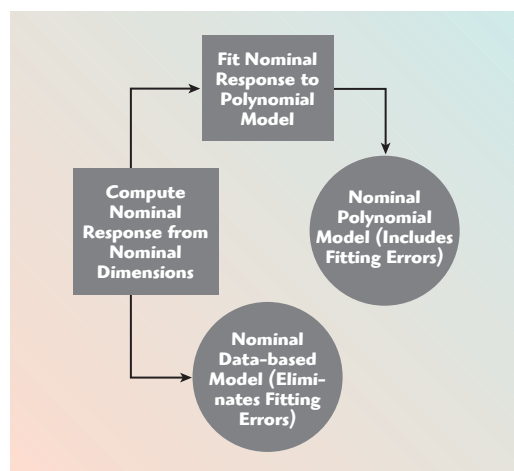 Fit Nominal
Response to
Polynomial
Model
Compute
Nominal
Response from
Nominal
Dimensions
Nominal
Polynomial
Model (Includes
Fitting Errors)
Nominal
Data-based
Model (Elimi-
nates Fitting
Errors)